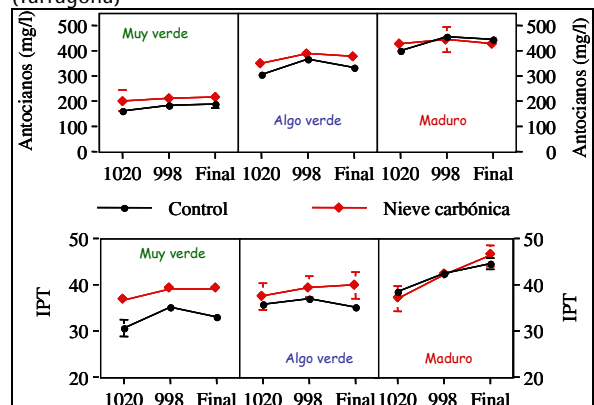 (Tarragona)
Antocianos (mg/l)
500
400
300
200
100
0
Muy verde
Algo verde
Maduro
500
400
300
200
100
0
Antocianos (mg/l)
1020 998 Final 1020 998 Final 1020 998 Final
Control Nieve carbónica
IPT
50
40
30
20
Muy verde
Algo verde
Maduro
50
40
30
20
IPT
1020 998 Final 1020 998 Final 1020 998 Final